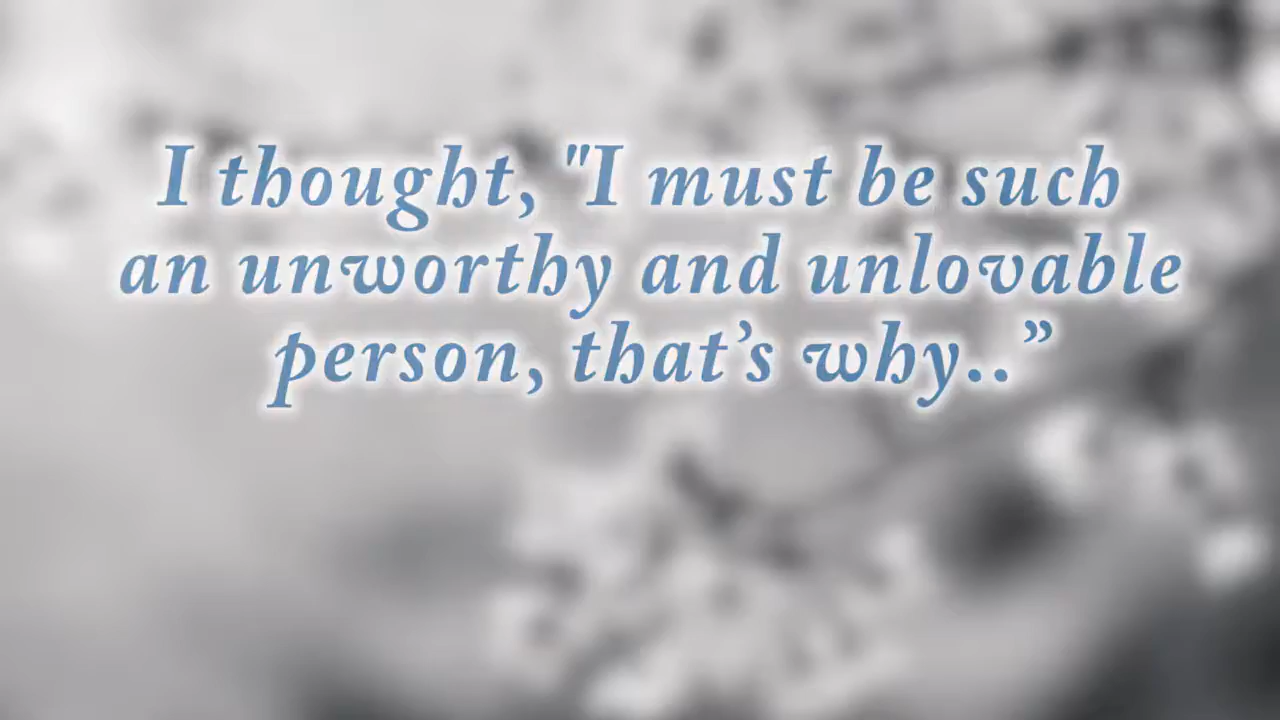 I thought, "I must be such
an unworthy and unlovable
person, that’s why..”